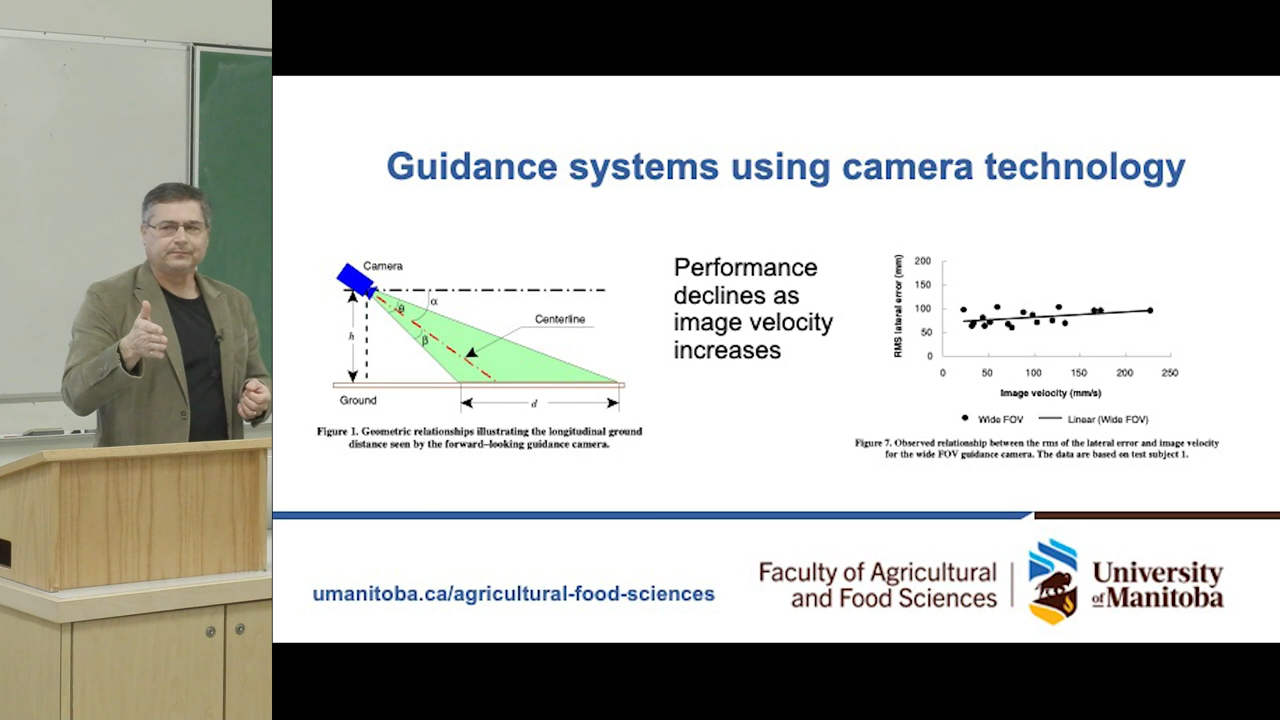 Guidance systems using camera technology
Camera
θ
α
Centerline
h
β
Ground
d
Figure 1. Geometric relationships illustrating the longitudinal ground
distance seen by the forward–looking guidance camera.
Performance
declines as
image velocity
increases
RMS lateral error (mm)
200
150
100
50
0
0 50 100 150 200 250
Image velocity (mm/s)
Wide FOV Linear (Wide FOV)
Figure 7. Observed relationship between the rms of the lateral error and image velocity
for the wide FOV guidance camera. The data are based on test subject 1.
umanitoba.ca/agricultural-food-sciences
Faculty of Agricultural
and Food Sciences
University
of Manitoba